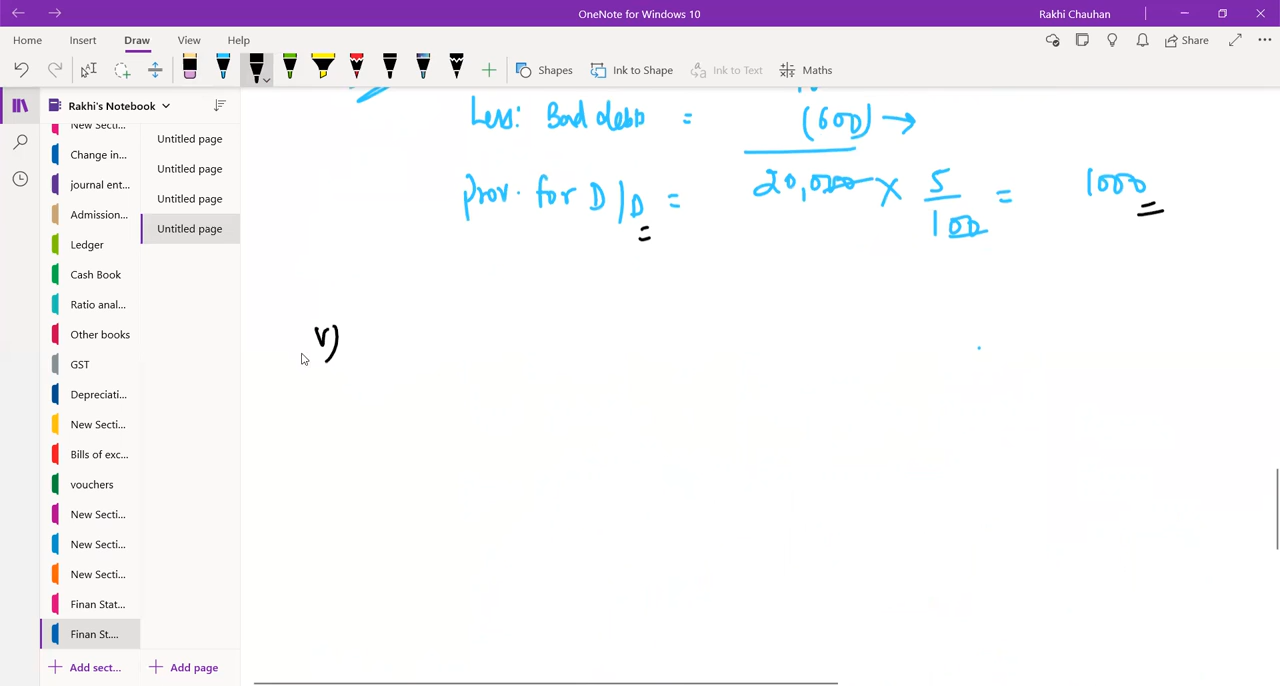 OneNote for Windows 10
Rakhi Chauhan
Home Insert Draw View Help
Share
Shapes Ink to Shape Ink to Text Maths
Rakhi's Notebook
New Secti...
Change in...
journal ent...
Admission...
Ledger
Cash Book
Ratio anal...
Other books
GST
Depreciati...
New Secti...
Bills of exc...
vouchers
New Secti...
New Secti...
New Secti...
Finan Stat...
Finan St....
Add sect...
Untitled page
Untitled page
Untitled page
Untitled page
Add page
Less: Bad debts = (600) →
prov. for D/D = 20,000 × 5/100 = 1000
v)